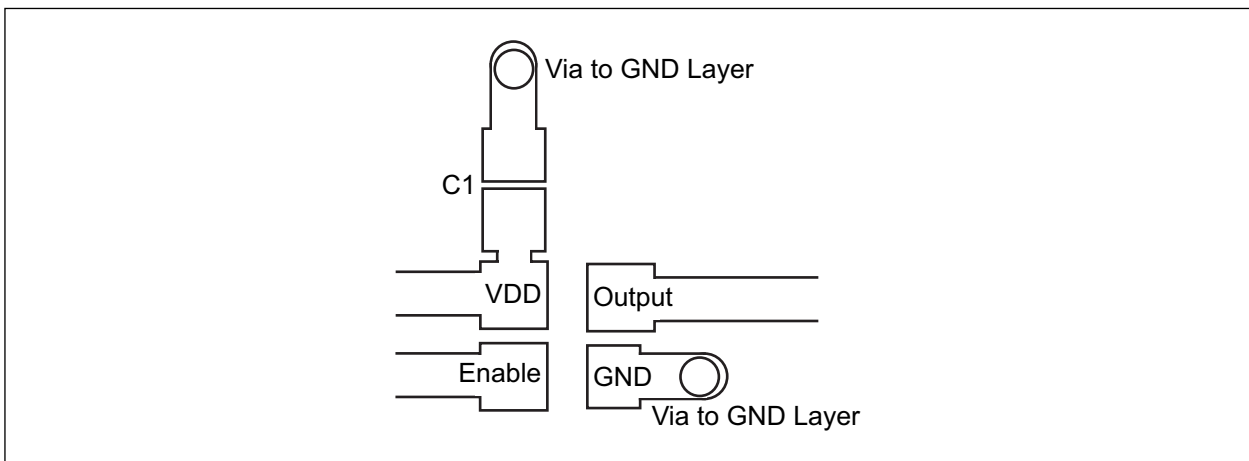 Via to GND Layer
C1
VDD
Output
Enable
GND
Via to GND Layer